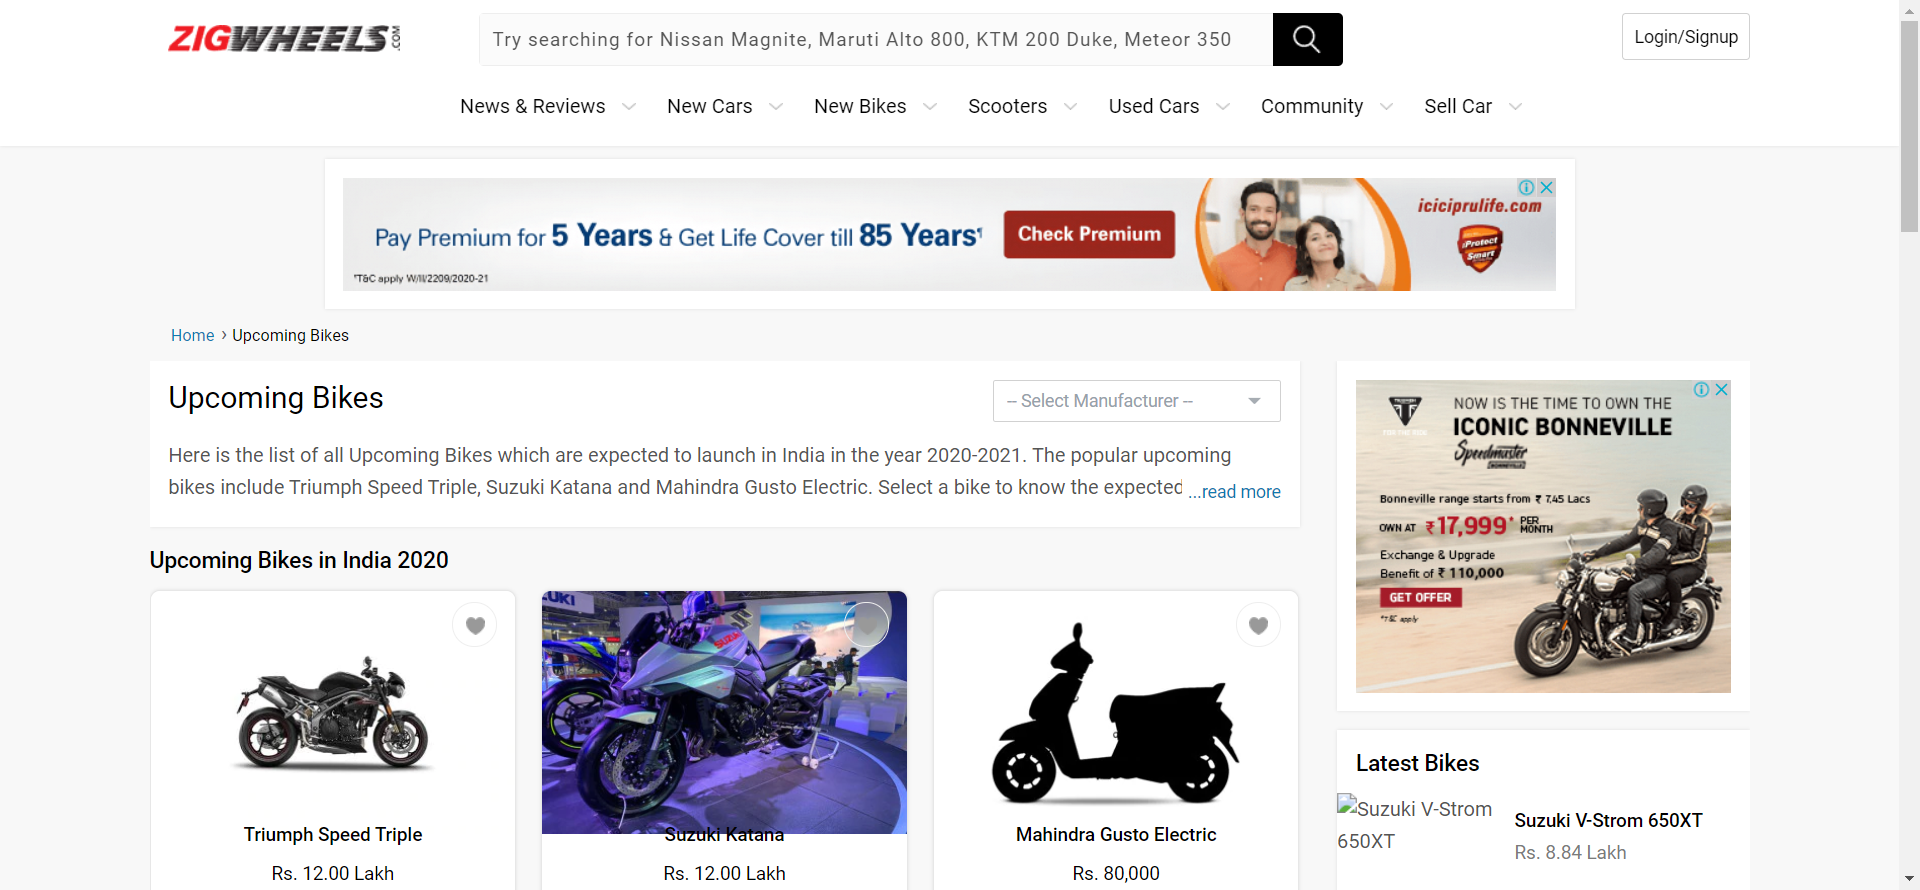 ZIGWHEELS.COM
Try searching for Nissan Magnite, Maruti Alto 800, KTM 200 Duke, Meteor 350
Login/Signup
News & Reviews
New Cars
New Bikes
Scooters
Used Cars
Community
Sell Car
Pay Premium for 5 Years & Get Life Cover till 85 Years¶
Check Premium
iciciprulife.com
iProtect
Smart
¶T&C apply W/II/2209/2020-21
Home › Upcoming Bikes
Upcoming Bikes
-- Select Manufacturer --
Here is the list of all Upcoming Bikes which are expected to launch in India in the year 2020-2021. The popular upcoming
bikes include Triumph Speed Triple, Suzuki Katana and Mahindra Gusto Electric. Select a bike to know the expected ...read more
TRIUMPH
FOR THE RIDE
NOW IS THE TIME TO OWN THE
ICONIC BONNEVILLE
Speedmaster
BONNEVILLE
Bonneville range starts from ₹ 7.45 Lacs
OWN AT ₹17,999* PER MONTH
Exchange & Upgrade
Benefit of ₹ 110,000
GET OFFER
*T&C apply
Upcoming Bikes in India 2020
UKI
SUZUKI
Triumph Speed Triple
Rs. 12.00 Lakh
Suzuki Katana
Rs. 12.00 Lakh
Mahindra Gusto Electric
Rs. 80,000
Latest Bikes
Suzuki V-Strom
650XT
Suzuki V-Strom 650XT
Rs. 8.84 Lakh